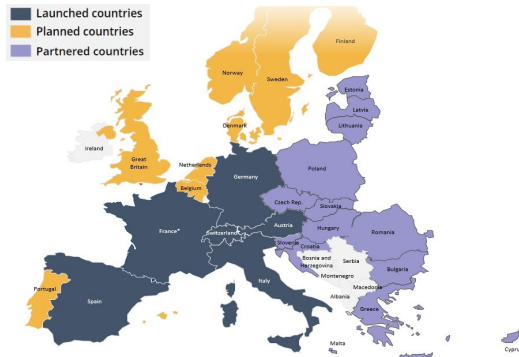 Launched countries
Planned countries
Partnered countries
Finland
Norway
Sweden
Estonia
Latvia
Lithuania
Denmark
Ireland
Great
Britain
Netherlands
Belgium
Germany
Poland
Czech Rep.
Slovakia
Austria
Hungary
France*
Switzerland
Slovenia
Croatia
Romania
Bosnia and
Herzegovina
Serbia
Montenegro
Bulgaria
Macedonia
Albania
Italy
Portugal
Spain
Greece
Malta
Cypru